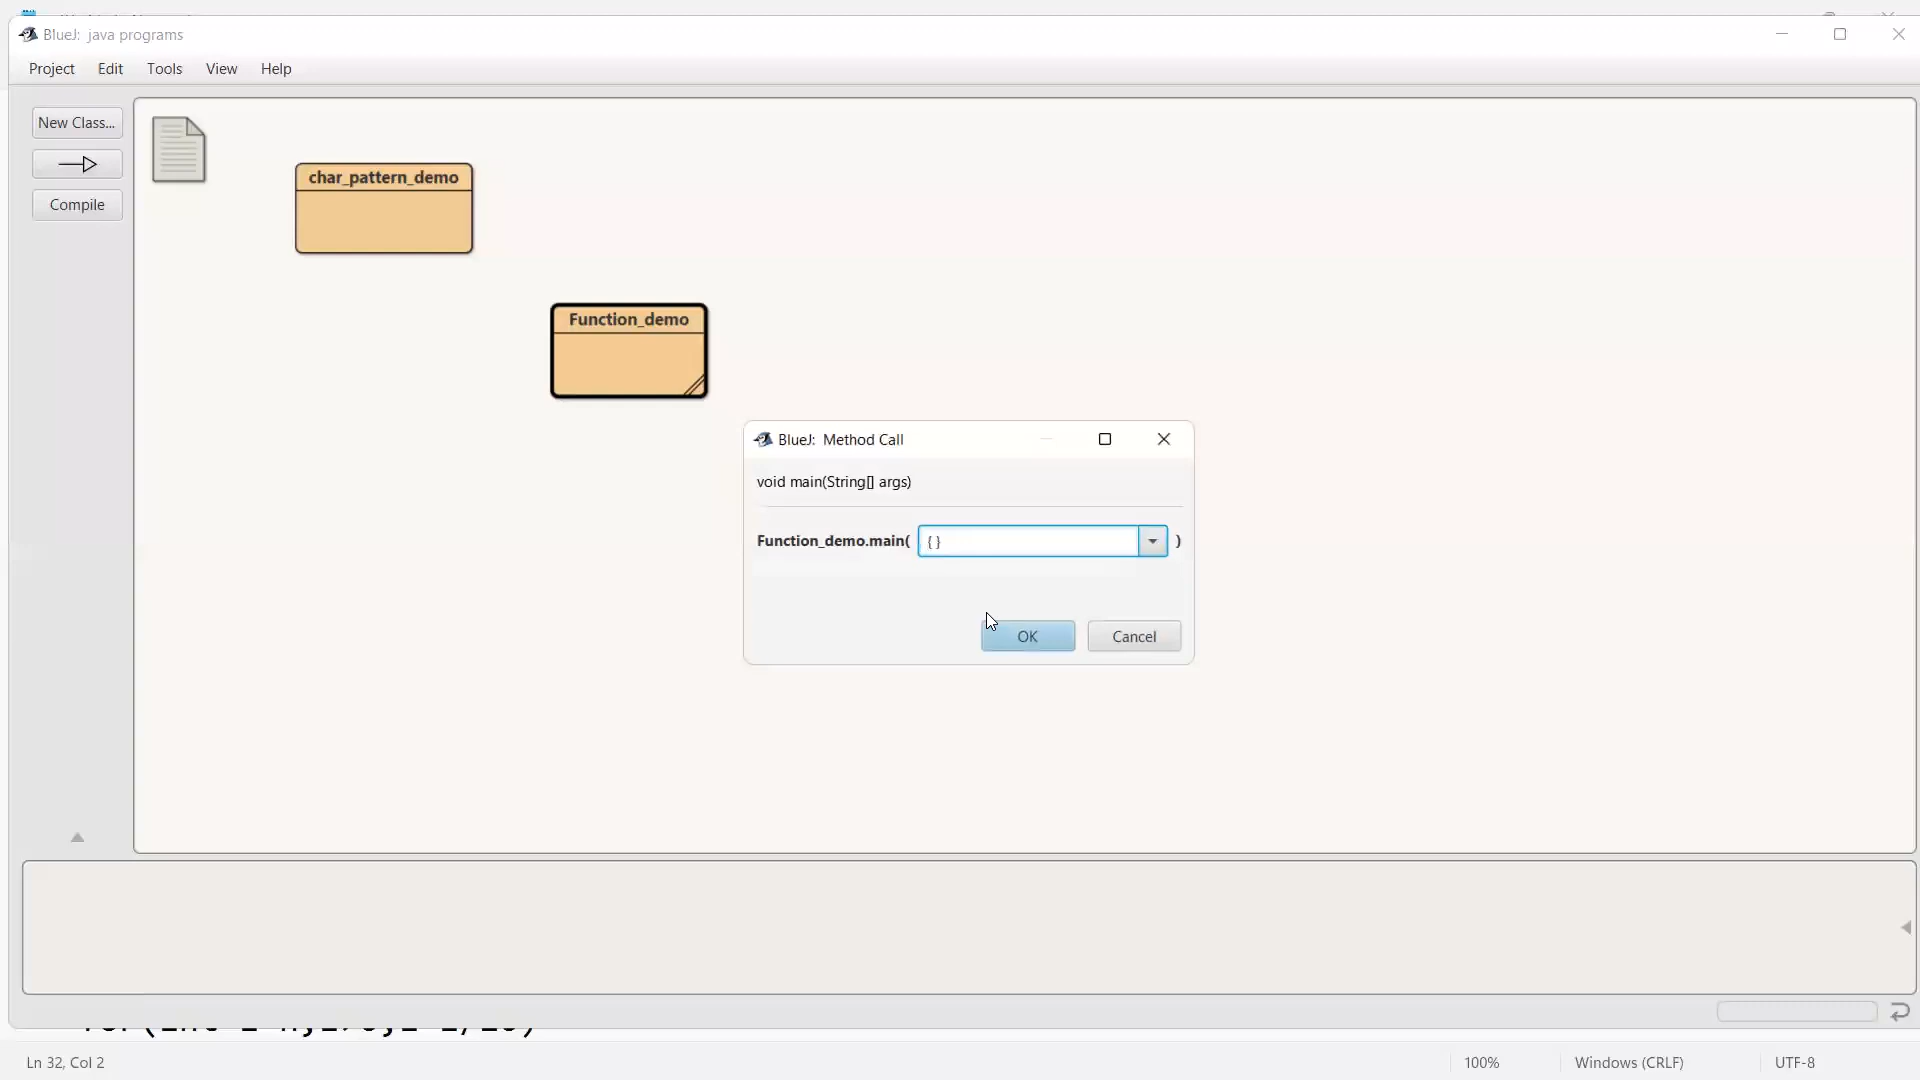 BlueJ: java programs
Project Edit Tools View Help
New Class...
Compile
char_pattern_demo
Function_demo
BlueJ: Method Call
void main(String[] args)
Function_demo.main( { } )
OK Cancel
Ln 32, Col 2 100% Windows (CRLF) UTF-8